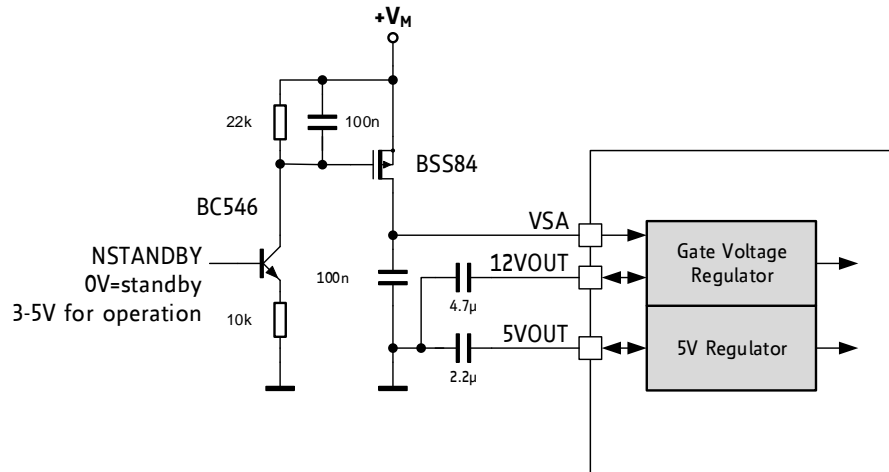 +VM
22k
100n
BSS84
BC546
NSTANDBY
0V=standby
3-5V for operation
10k
100n
VSA
12VOUT
4.7µ
5VOUT
2.2µ
Gate Voltage
Regulator
5V Regulator